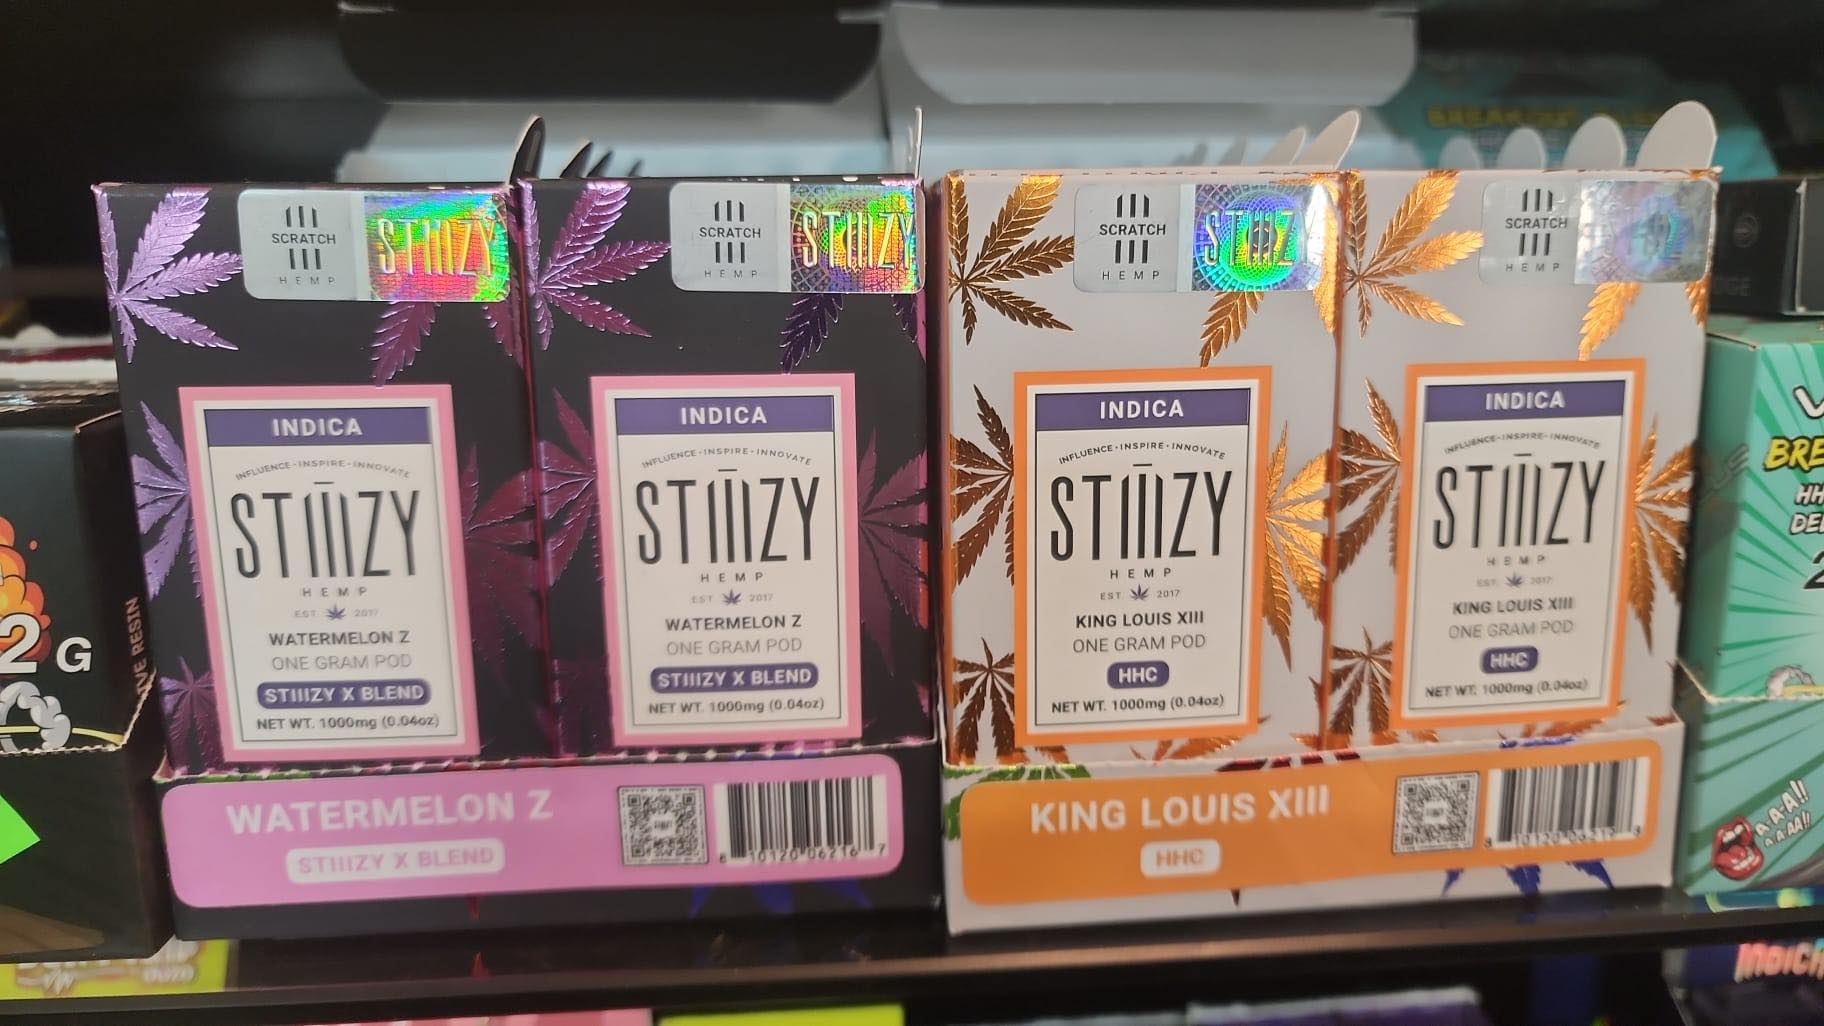 SCRATCH
HEMP
STIIIZY
SCRATCH
HEMP
STIIIZY
SCRATCH
HEMP
STIIIZY
SCRATCH
HEMP
INDICA
INFLUENCE • INSPIRE • INNOVATE
STIIIZY
HEMP
EST. 2017
WATERMELON Z
ONE GRAM POD
STIIIZY X BLEND
NET WT. 1000mg (0.04oz)
INDICA
INFLUENCE • INSPIRE • INNOVATE
STIIIZY
HEMP
EST 2017
WATERMELON Z
ONE GRAM POD
STIIIZY X BLEND
NET WT. 1000mg (0.04oz)
INDICA
INFLUENCE • INSPIRE • INNOVATE
STIIIZY
HEMP
EST. 2017
KING LOUIS XIII
ONE GRAM POD
HHC
NET WT. 1000mg (0.04oz)
INDICA
INFLUENCE • INSPIRE • INNOVATE
STIIIZY
HEMP
EST. 2017
KING LOUIS XIII
ONE GRAM POD
HHC
NET WT. 1000mg (0.04oz)
WATERMELON Z
STIIIZY X BLEND
8 10120 06216 7
KING LOUIS XIII
HHC
2G
RESIN